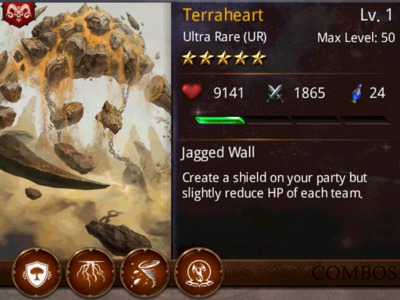 Terraheart
Lv. 1
Ultra Rare (UR)
Max Level: 50
9141
1865
24
Jagged Wall
Create a shield on your party but
slightly reduce HP of each team.
COMBOS